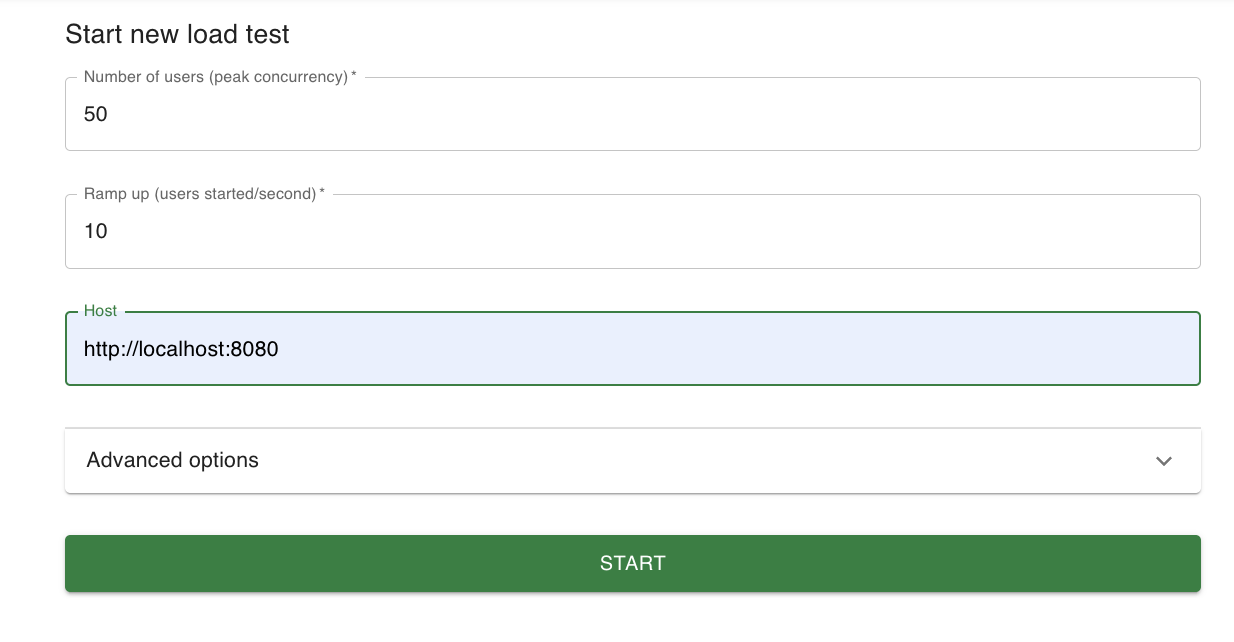 Start new load test
Number of users (peak concurrency) *
50
Ramp up (users started/second) *
10
Host
http://localhost:8080
Advanced options
START